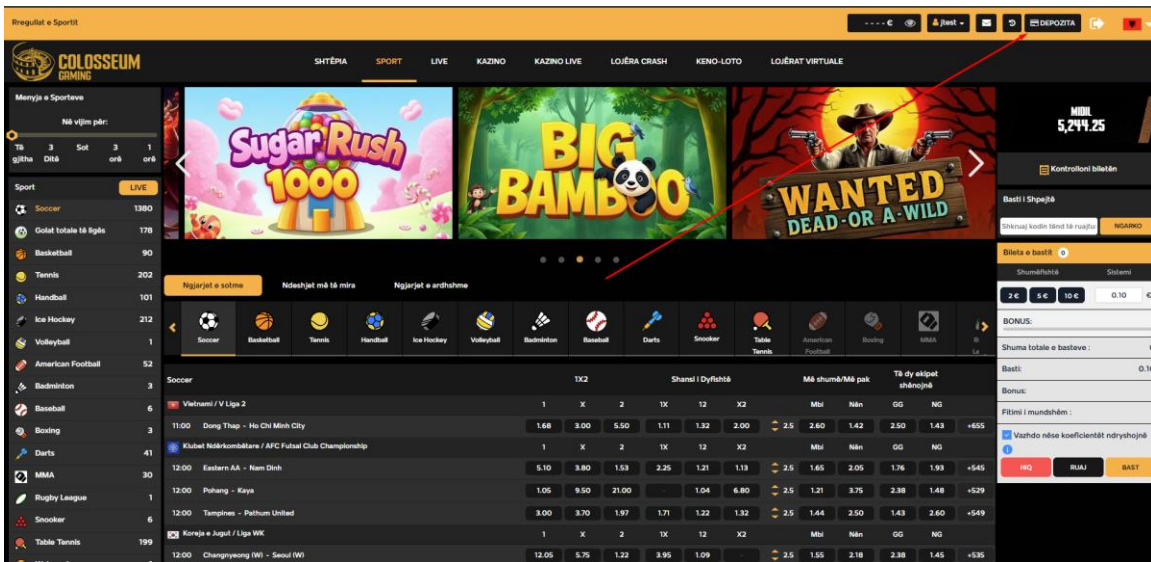 Rregullat e Sportit
- - - - €
jtest
DEPOZITA
COLOSSEUM
GAMING
SHTËPIA SPORT LIVE KAZINO KAZINO LIVE LOJËRA CRASH KENO-LOTO LOJËRAT VIRTUALE
Menyja e Sporteve
Në vijim për:
Të gjitha
3 Ditë
Sot
3 orë
1 orë
Sport LIVE
Soccer 1380
Golat totale të ligës 178
Basketball 90
Tennis 202
Handball 101
Ice Hockey 212
Volleyball 1
American Football 52
Badminton 3
Baseball 6
Boxing 3
Darts 41
MMA 30
Rugby League 1
Snooker 6
Table Tennis 199
Sugar Rush
1000
BIG
BAMBOO
WANTED
DEAD-OR A-WILD
Ngjarjet e sotme Ndeshjet më të mira Ngjarjet e ardhshme
Soccer Basketball Tennis Handball Ice Hockey Volleyball Badminton Baseball Darts Snooker Table Tennis American Football Boxing MMA
Soccer 1X2 Shansi i Dyfishtë Më shumë/Më pak Të dy ekipet shënojnë
Vietnami / V Liga 2 1 X 2 1X 12 X2 Mbi Nën GG NG
11:00 Dong Thap - Ho Chi Minh City 1.68 3.00 5.50 1.11 1.32 2.00 2.5 2.60 1.42 2.50 1.43 +655
Klubet Ndërkombëtare / AFC Futsal Club Championship 1 X 2 1X 12 X2 Mbi Nën GG NG
12:00 Eastern AA - Nam Dinh 5.10 3.80 1.53 2.25 1.21 1.13 2.5 1.65 2.05 1.76 1.93 +545
12:00 Pohang - Kaya 1.05 9.50 21.00 - 1.04 6.80 2.5 1.21 3.75 2.38 1.48 +529
12:00 Tampines - Pathum United 3.00 3.70 1.97 1.71 1.22 1.32 2.5 1.44 2.50 1.43 2.60 +549
Koreja e Jugut / Liga WK 1 X 2 1X 12 X2 Mbi Nën GG NG
12:00 Changnyeong (W) - Seoul (W) 12.05 5.75 1.22 3.95 1.09 - 2.5 1.55 2.18 2.38 1.45 +535
MIDIL
5,244.25
Kontrolloni biletën
Basti i Shpejtë
Shkruaj kodin tënd të ruajtur NGARKO
Bileta e bastit 0
Shumëfishtë Sistemi
2 € 5 € 10 € 0.10 €
BONUS:
Shuma totale e basteve :
Basti: 0.10
Bonus:
Fitimi i mundshëm :
Vazhdo nëse koeficientët ndryshojnë
HIQ RUAJ BAST